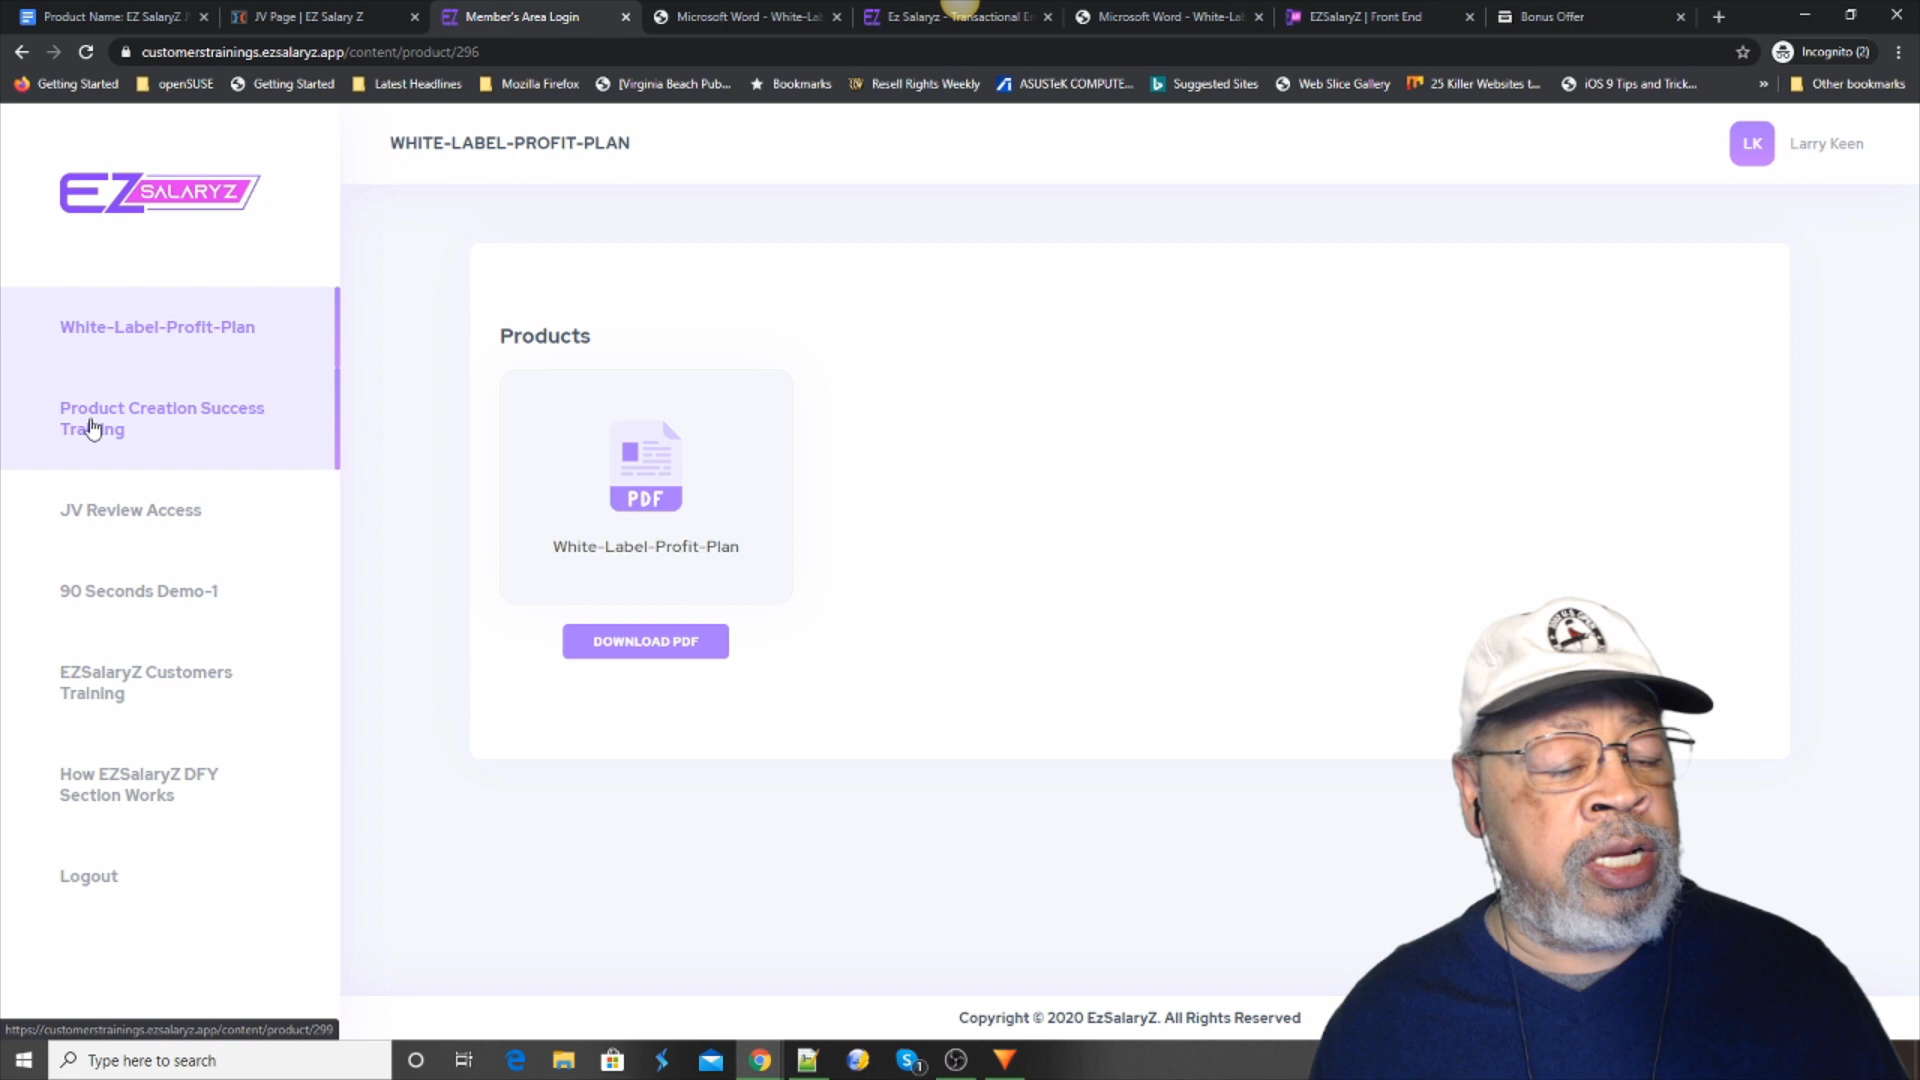 Product Name: EZ SalaryZ J
JV Page | EZ Salary Z
Member's Area Login
Microsoft Word - White-La
Ez Salaryz - Transactional E
Microsoft Word - White-La
EZSalaryZ | Front End
Bonus Offer
customerstrainings.ezsalaryz.app/content/product/296
Incognito (2)
Getting Started
openSUSE
Getting Started
Latest Headlines
Mozilla Firefox
[Virginia Beach Pub...
Bookmarks
Resell Rights Weekly
ASUSTeK COMPUTE...
Suggested Sites
Web Slice Gallery
25 Killer Websites t...
iOS 9 Tips and Trick...
»
Other bookmarks
WHITE-LABEL-PROFIT-PLAN
LK
Larry Keen
EZ SALARYZ
White-Label-Profit-Plan
Product Creation Success
Training
JV Review Access
90 Seconds Demo-1
EZSalaryZ Customers
Training
How EZSalaryZ DFY
Section Works
Logout
Products
PDF
White-Label-Profit-Plan
DOWNLOAD PDF
Copyright © 2020 EzSalaryZ. All Rights Reserved
https://customerstrainings.ezsalaryz.app/content/product/299
Type here to search